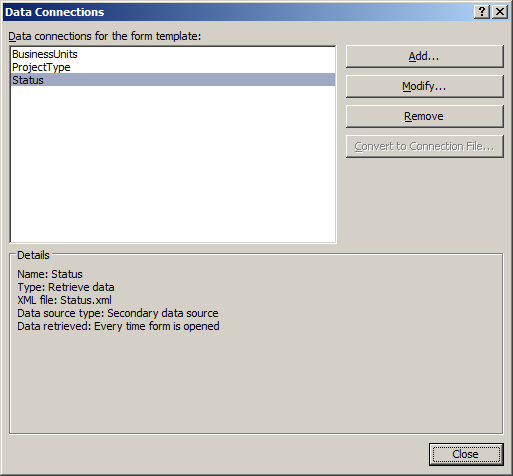 Data Connections
Data connections for the form template:
BusinessUnits
ProjectType
Status
Add...
Modify...
Remove
Convert to Connection File...
Details
Name: Status
Type: Retrieve data
XML file: Status.xml
Data source type: Secondary data source
Data retrieved: Every time form is opened
Close